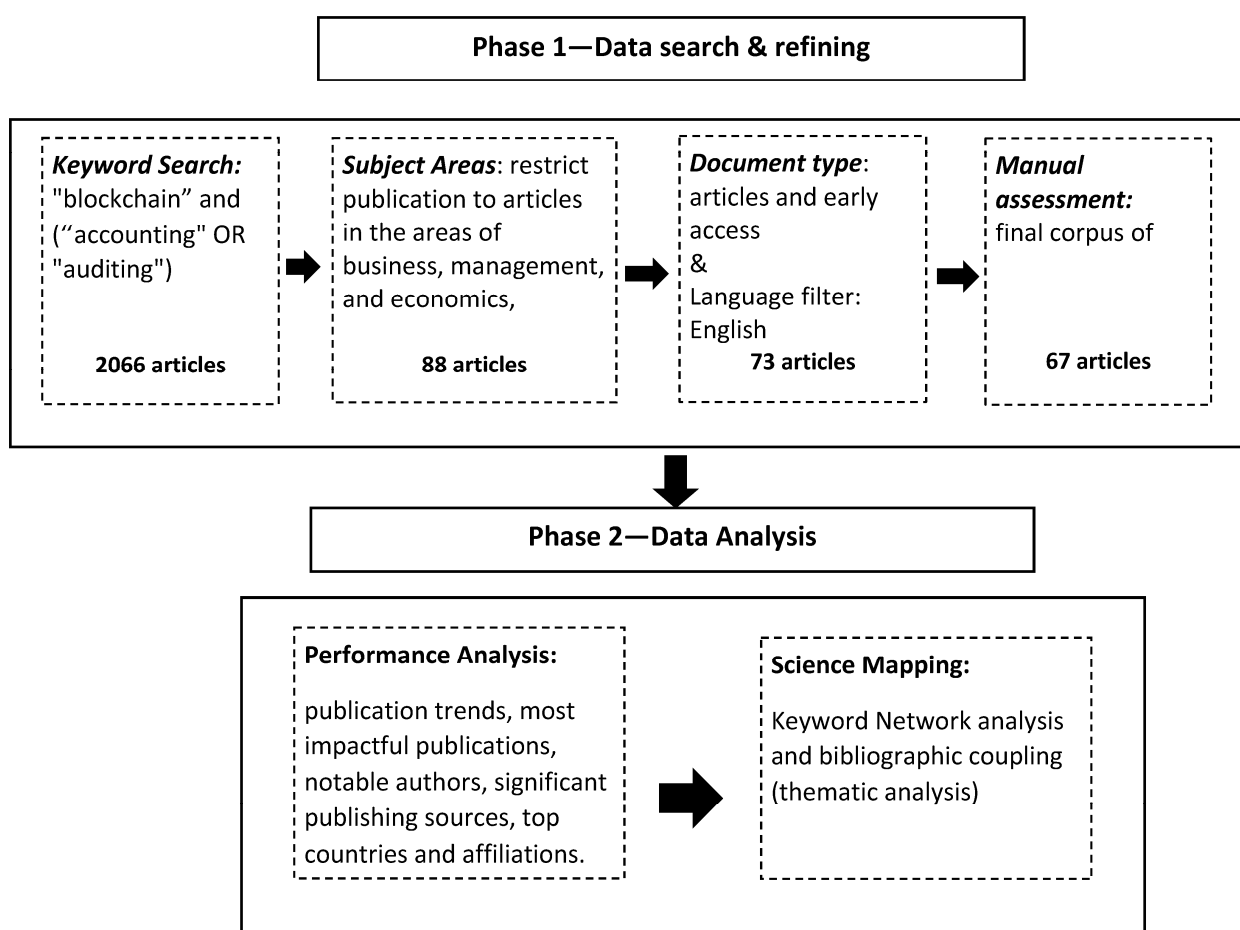 Phase 1—Data search & refining
Keyword Search:
"blockchain” and
(“accounting" OR
"auditing")
2066 articles
Subject Areas: restrict
publication to articles
in the areas of
business, management,
and economics,
88 articles
Document type:
articles and early
access
&
Language filter:
English
73 articles
Manual
assessment:
final corpus of
67 articles
Phase 2—Data Analysis
Performance Analysis:
publication trends, most
impactful publications,
notable authors, significant
publishing sources, top
countries and affiliations.
Science Mapping:
Keyword Network analysis
and bibliographic coupling
(thematic analysis)